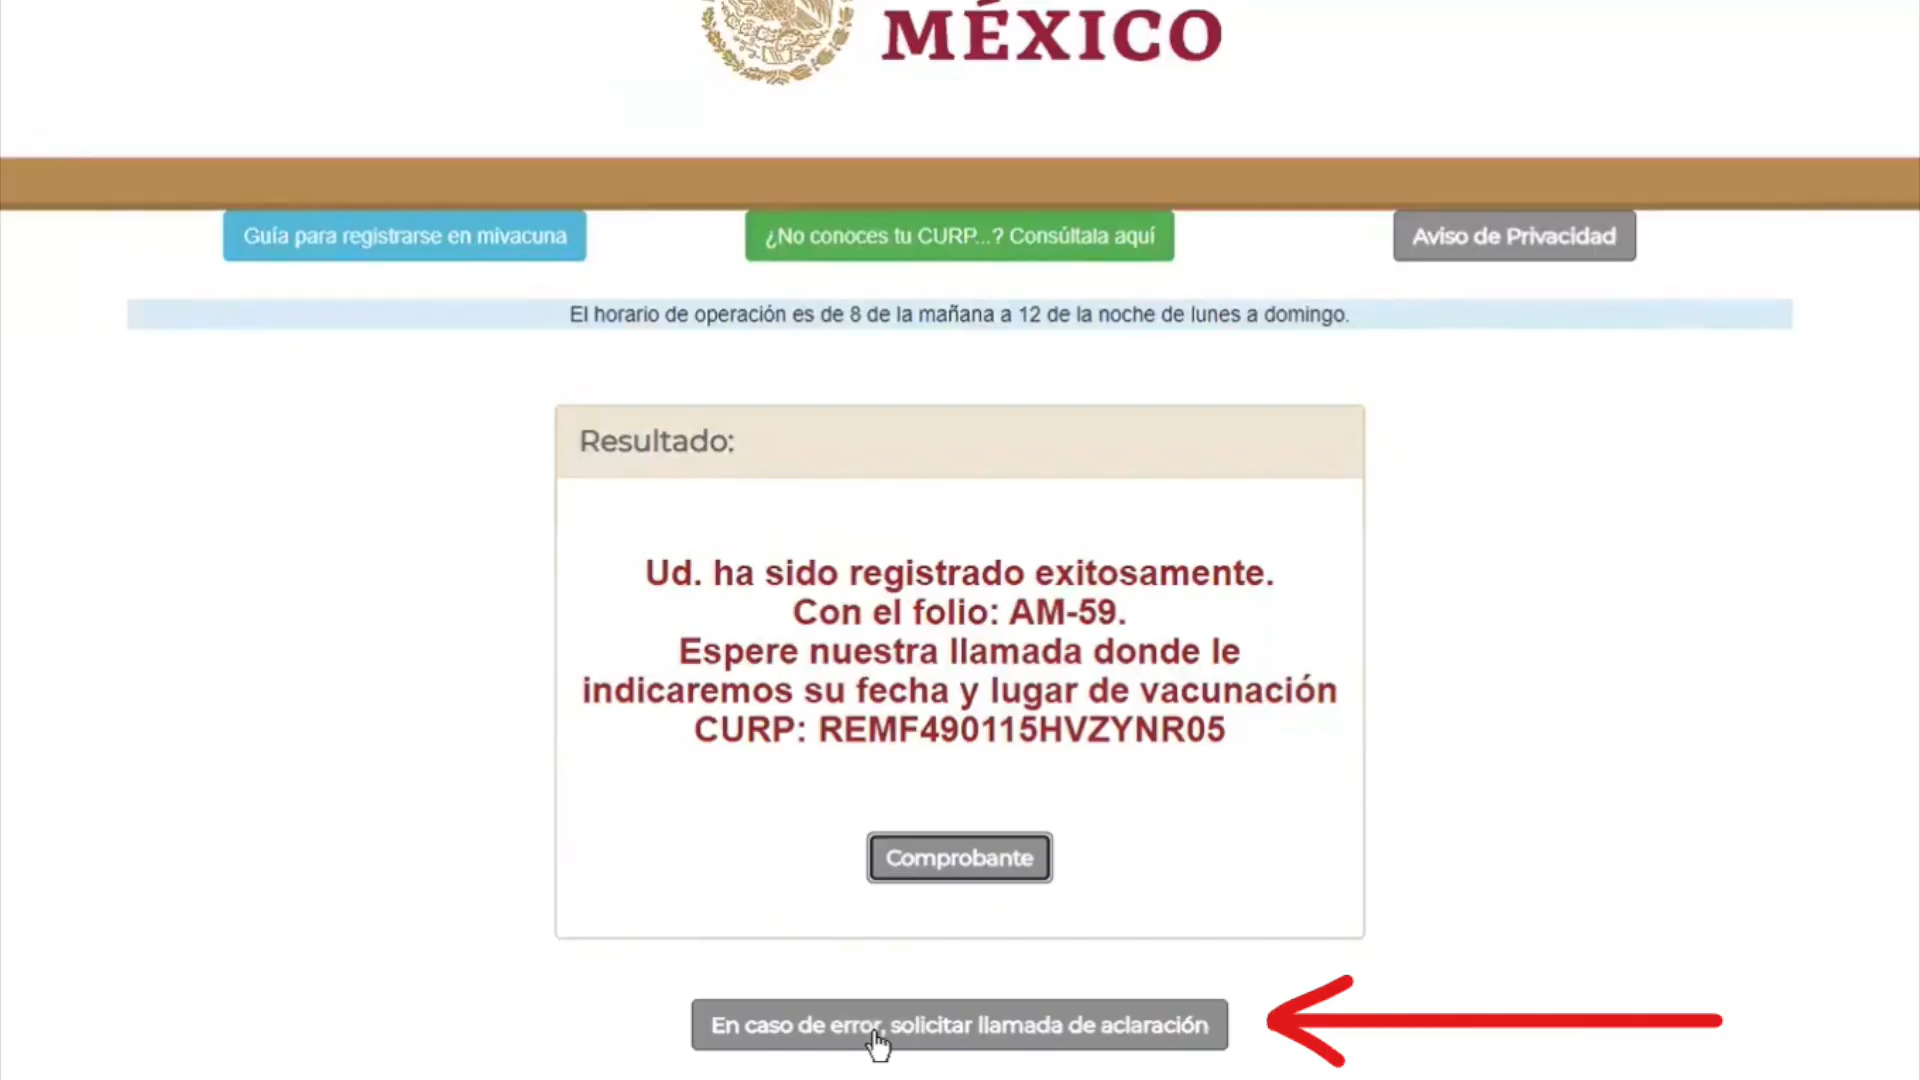 MÉXICO
Guía para registrarse en mivacuna
¿No conoces tu CURP...? Consúltala aquí
Aviso de Privacidad
El horario de operación es de 8 de la mañana a 12 de la noche de lunes a domingo.
Resultado:
Ud. ha sido registrado exitosamente.
Con el folio: AM-59.
Espere nuestra llamada donde le
indicaremos su fecha y lugar de vacunación
CURP: REMF490115HVZYNR05
Comprobante
En caso de error, solicitar llamada de aclaración